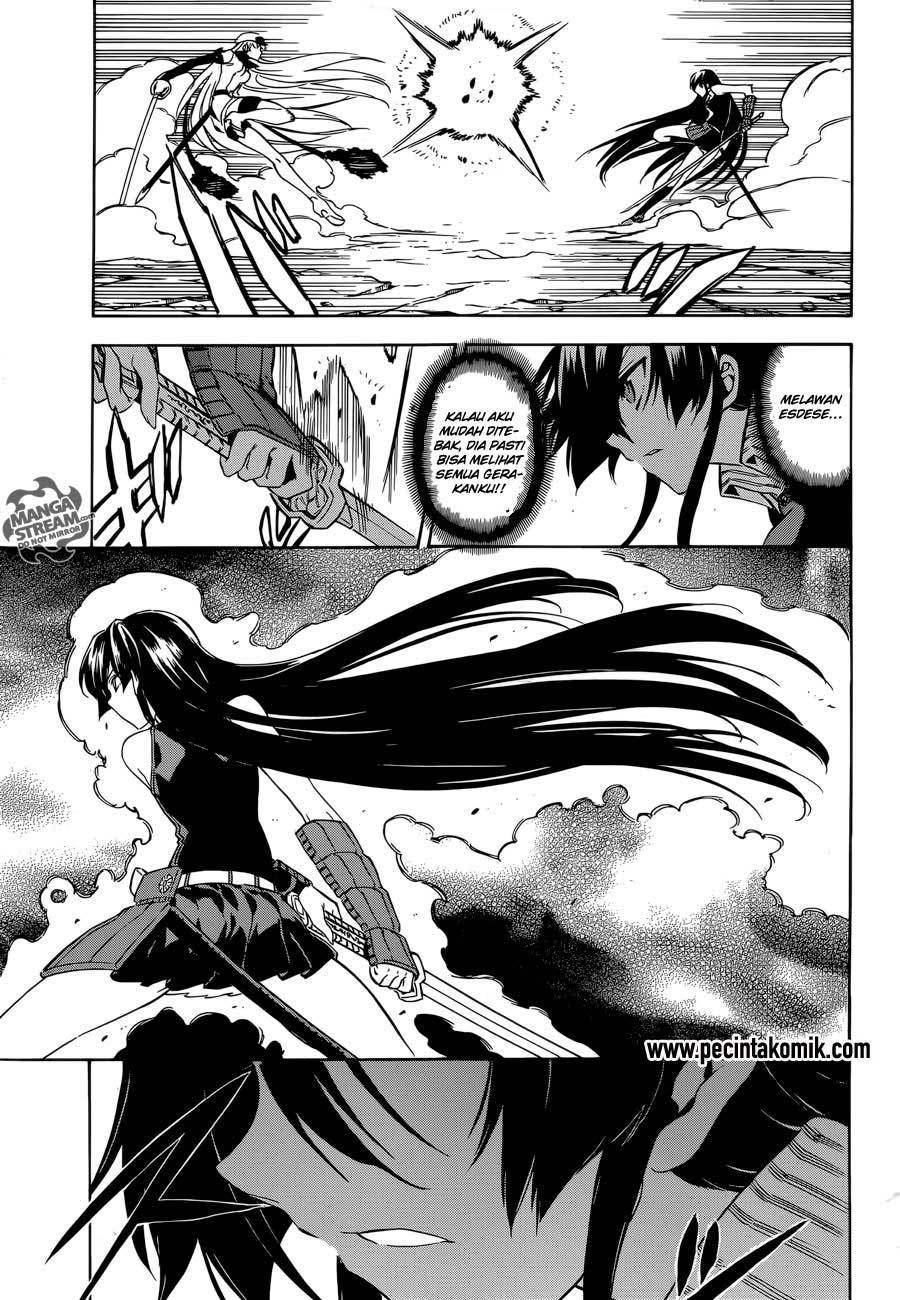 MELAWAN
ESDESE...
KALAU AKU
MUDAH DITE-
BAK, DIA PASTI
BISA MELIHAT
SEMUA GERA-
KANKU!!
MANGA
STREAM.com
DO NOT MIRROR
www.pecintakomik.com